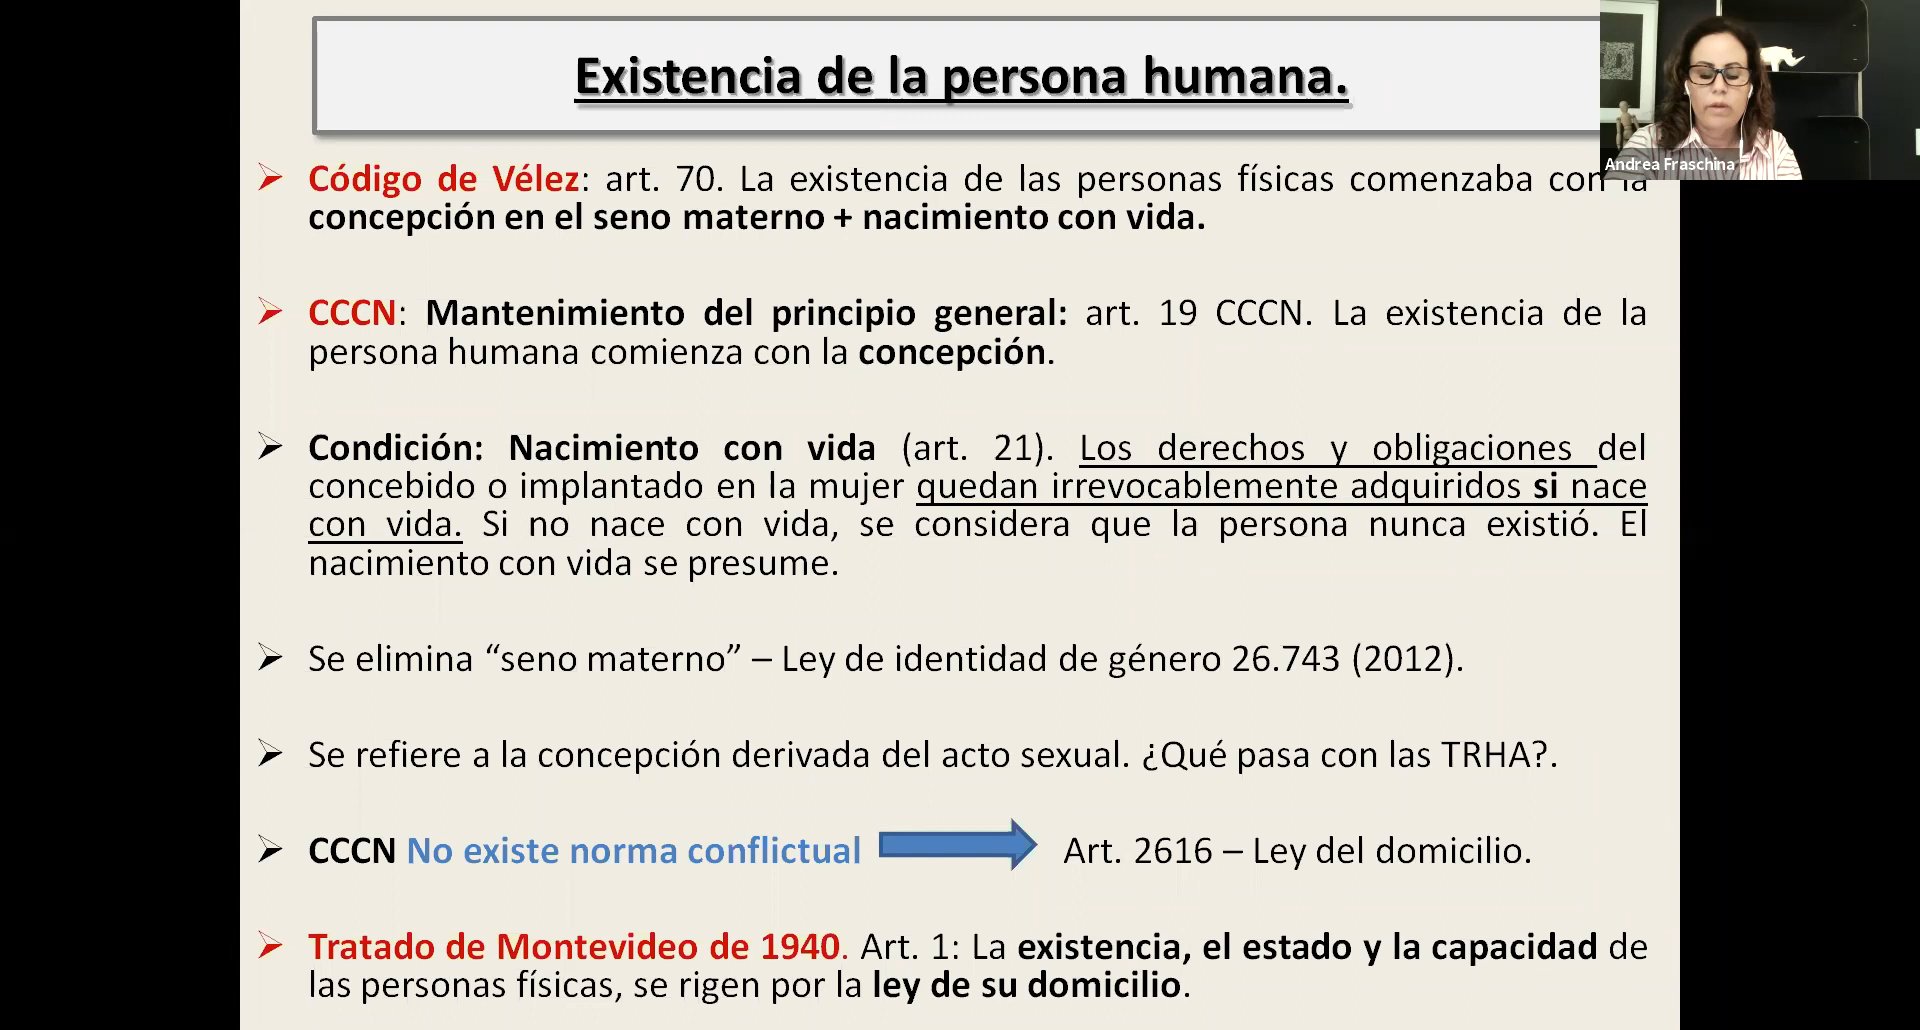 Existencia de la persona humana.
Andrea Fraschina
Código de Vélez: art. 70. La existencia de las personas físicas comenzaba con la
concepción en el seno materno + nacimiento con vida.
CCCN: Mantenimiento del principio general: art. 19 CCCN. La existencia de la
persona humana comienza con la concepción.
Condición: Nacimiento con vida (art. 21). Los derechos y obligaciones del
concebido o implantado en la mujer quedan irrevocablemente adquiridos si nace
con vida. Si no nace con vida, se considera que la persona nunca existió. El
nacimiento con vida se presume.
Se elimina “seno materno” – Ley de identidad de género 26.743 (2012).
Se refiere a la concepción derivada del acto sexual. ¿Qué pasa con las TRHA?.
CCCN No existe norma conflictual Art. 2616 – Ley del domicilio.
Tratado de Montevideo de 1940. Art. 1: La existencia, el estado y la capacidad de
las personas físicas, se rigen por la ley de su domicilio.